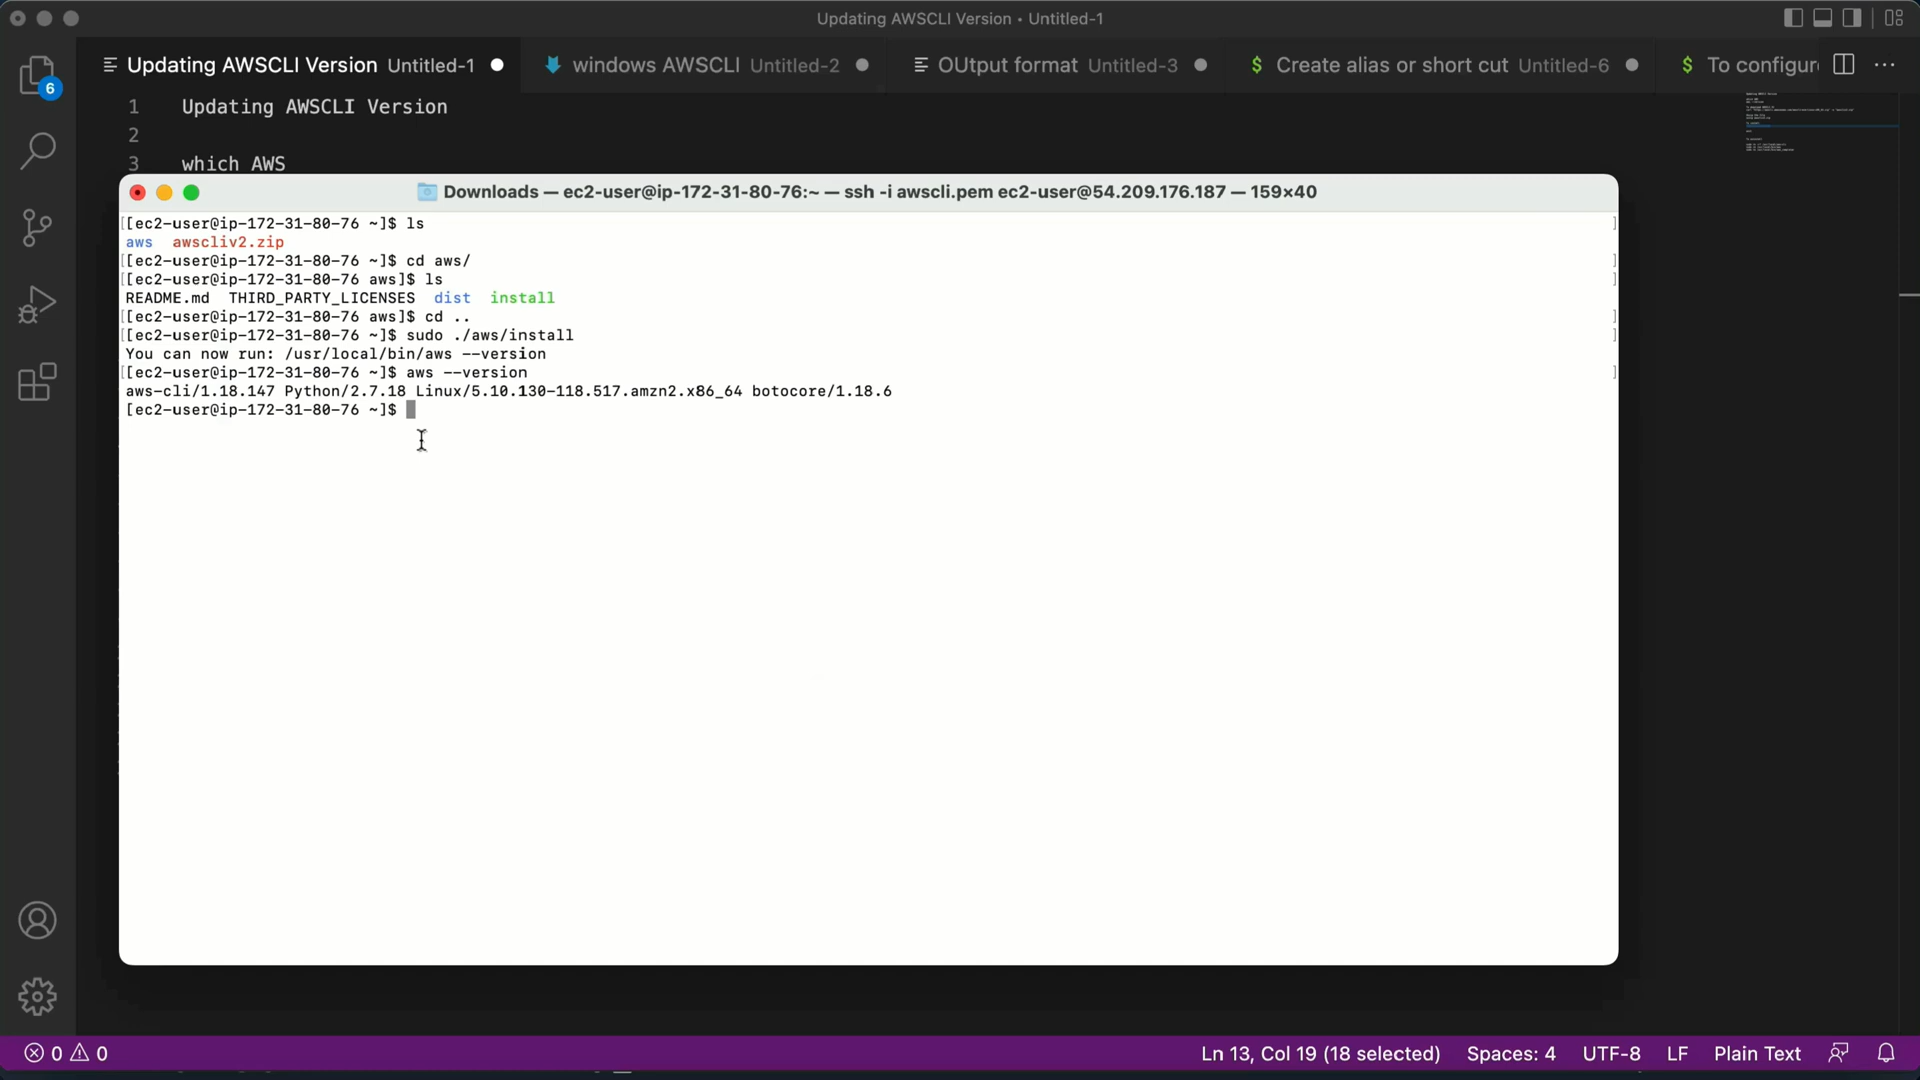 Updating AWSCLI Version • Untitled-1
Updating AWSCLI Version Untitled-1
windows AWSCLI Untitled-2
OUtput format Untitled-3
$ Create alias or short cut Untitled-6
$ To configur
6
1 Updating AWSCLI Version
2
3 which AWS
Downloads — ec2-user@ip-172-31-80-76:~ — ssh -i awscli.pem ec2-user@54.209.176.187 — 159×40
[[ec2-user@ip-172-31-80-76 ~]$ ls ]
aws awscliv2.zip
[[ec2-user@ip-172-31-80-76 ~]$ cd aws/ ]
[[ec2-user@ip-172-31-80-76 aws]$ ls ]
README.md THIRD_PARTY_LICENSES dist install
[[ec2-user@ip-172-31-80-76 aws]$ cd .. ]
[[ec2-user@ip-172-31-80-76 ~]$ sudo ./aws/install ]
You can now run: /usr/local/bin/aws --version
[[ec2-user@ip-172-31-80-76 ~]$ aws --version ]
aws-cli/1.18.147 Python/2.7.18 Linux/5.10.130-118.517.amzn2.x86_64 botocore/1.18.6
[ec2-user@ip-172-31-80-76 ~]$
0 0
Ln 13, Col 19 (18 selected) Spaces: 4 UTF-8 LF Plain Text